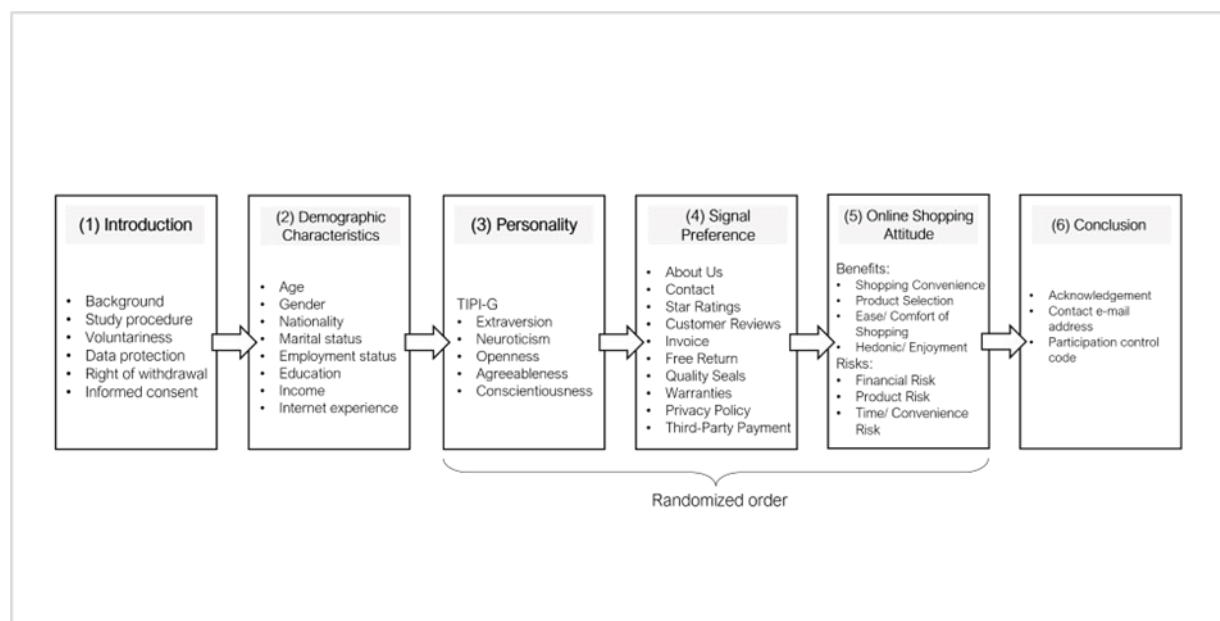 (1) Introduction
• Background
• Study procedure
• Voluntariness
• Data protection
• Right of withdrawal
• Informed consent
(2) Demographic
Characteristics
• Age
• Gender
• Nationality
• Marital status
• Employment status
• Education
• Income
• Internet experience
(3) Personality
TIPI-G
• Extraversion
• Neuroticism
• Openness
• Agreeableness
• Conscientiousness
(4) Signal
Preference
• About Us
• Contact
• Star Ratings
• Customer Reviews
• Invoice
• Free Return
• Quality Seals
• Warranties
• Privacy Policy
• Third-Party Payment
(5) Online Shopping
Attitude
Benefits:
• Shopping Convenience
• Product Selection
• Ease/ Comfort of
Shopping
• Hedonic/ Enjoyment
Risks:
• Financial Risk
• Product Risk
• Time/ Convenience
Risk
(6) Conclusion
• Acknowledgement
• Contact e-mail
address
• Participation control
code
Randomized order